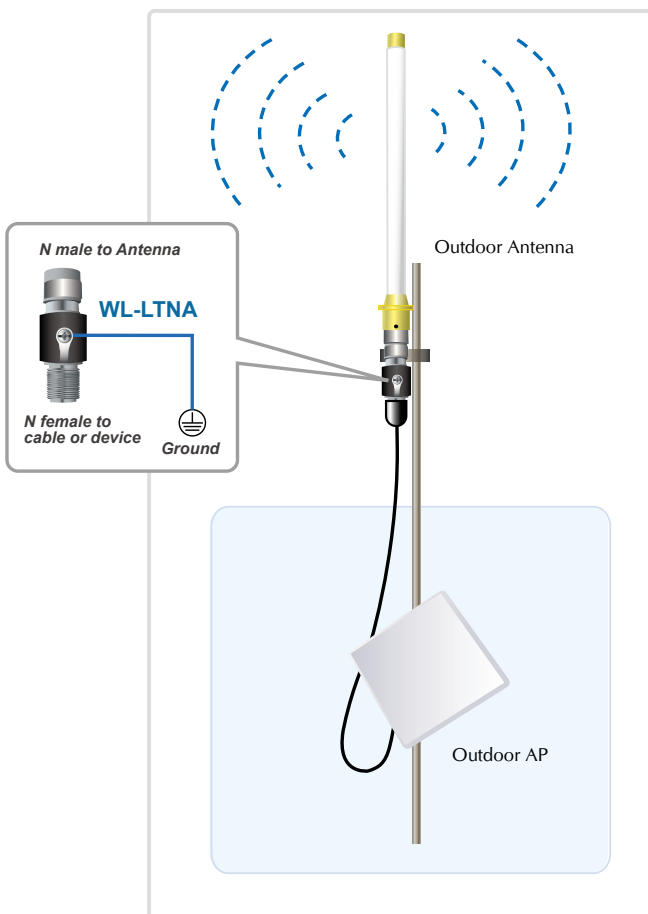 Outdoor Antenna
N male to Antenna
WL-LTNA
N female to
cable or device
Ground
Outdoor AP